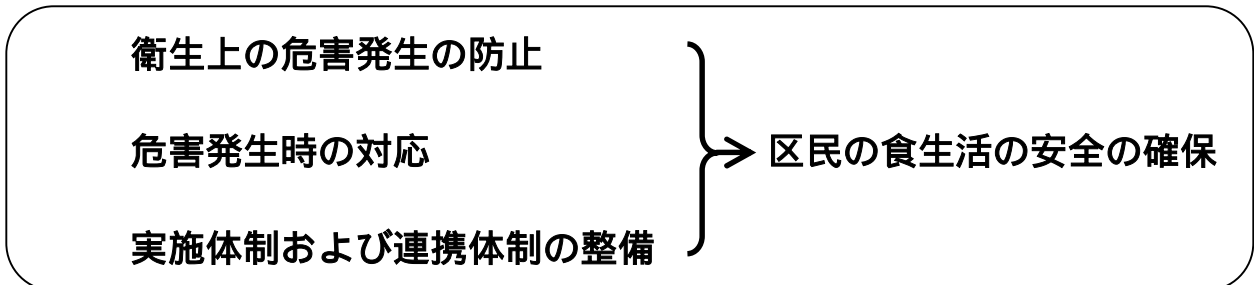 衛生上の危害発生の防止
危害発生時の対応
区民の食生活の安全の確保
実施体制および連携体制の整備